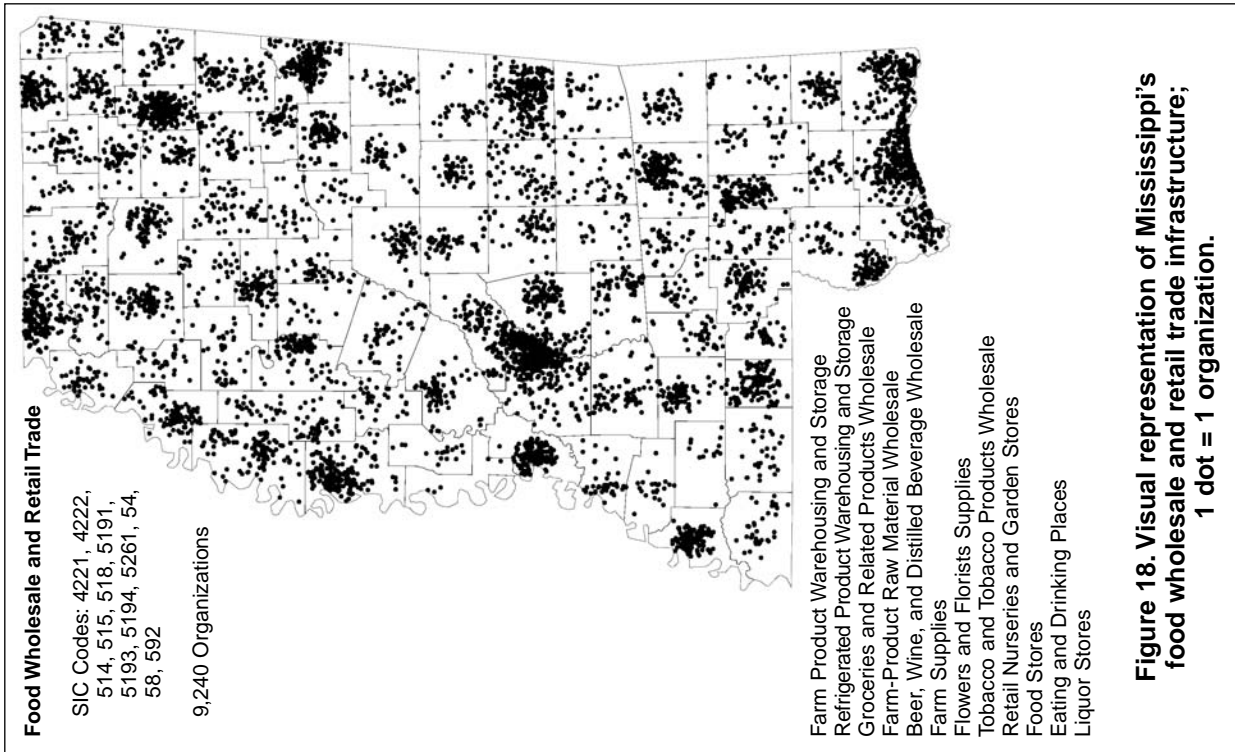 Food Wholesale and Retail Trade
SIC Codes: 4221, 4222,
514, 515, 518, 5191,
5193, 5194, 5261, 54,
58, 592
9,240 Organizations
Farm Product Warehousing and Storage
Refrigerated Product Warehousing and Storage
Groceries and Related Products Wholesale
Farm-Product Raw Material Wholesale
Beer, Wine, and Distilled Beverage Wholesale
Farm Supplies
Flowers and Florists Supplies
Tobacco and Tobacco Products Wholesale
Retail Nurseries and Garden Stores
Food Stores
Eating and Drinking Places
Liquor Stores
Figure 18. Visual representation of Mississippi's
food wholesale and retail trade infrastructure;
1 dot = 1 organization.